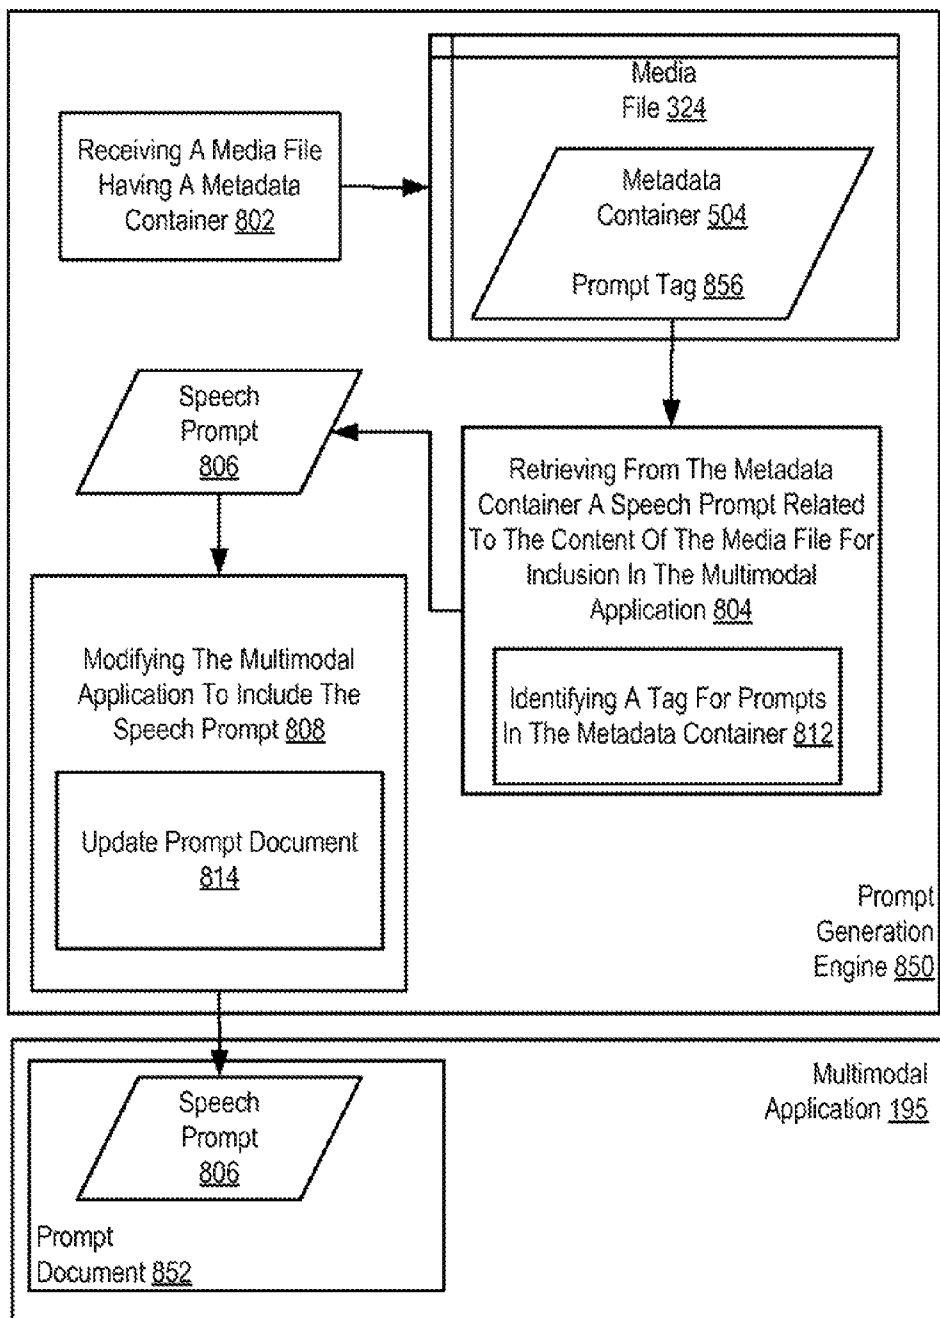 Media
File 324
Receiving A Media File
Having A Metadata
Container 802
Metadata
Container 504
Prompt Tag 856
Speech
Prompt
806
Retrieving From The Metadata
Container A Speech Prompt Related
To The Content Of The Media File For
Inclusion In The Multimodal
Application 804
Identifying A Tag For Prompts
In The Metadata Container 812
Modifying The Multimodal
Application To Include The
Speech Prompt 808
Update Prompt Document
814
Prompt
Generation
Engine 850
Multimodal
Application 195
Speech
Prompt
806
Prompt
Document 852